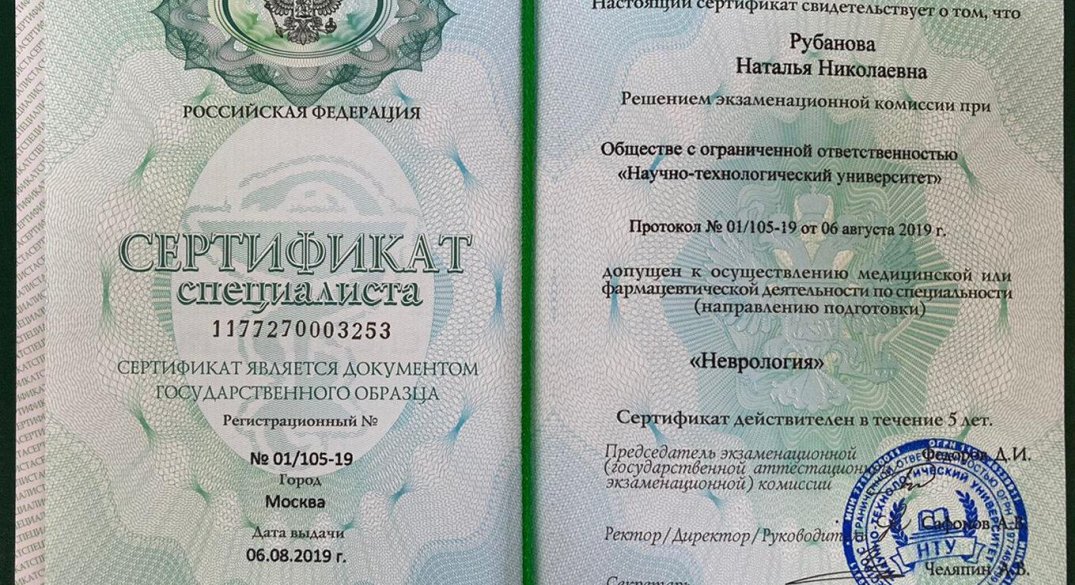 РОССИЙСКАЯ ФЕДЕРАЦИЯ
СЕРТИФИКАТ
специалиста
1177270003253
СЕРТИФИКАТ ЯВЛЯЕТСЯ ДОКУМЕНТОМ
ГОСУДАРСТВЕННОГО ОБРАЗЦА
Регистрационный №
№ 01/105-19
Город
Москва
Дата выдачи
06.08.2019 г.
Настоящий сертификат свидетельствует о том, что
Рубанова
Наталья Николаевна
Решением экзаменационной комиссии при
Обществе с ограниченной ответственностью
«Научно-технологический университет»
Протокол № 01/105-19 от 06 августа 2019 г.
допущен к осуществлению медицинской или
фармацевтической деятельности по специальности
(направлению подготовки)
«Неврология»
Сертификат действителен в течение 5 лет.
Председатель экзаменационной
(государственной аттестационной
экзаменационной) комиссии
Федоров Д.И.
Ректор/Директор/Руководитель
Сафонов А.В.
Секретарь
Челяпин А.В.
НТУ